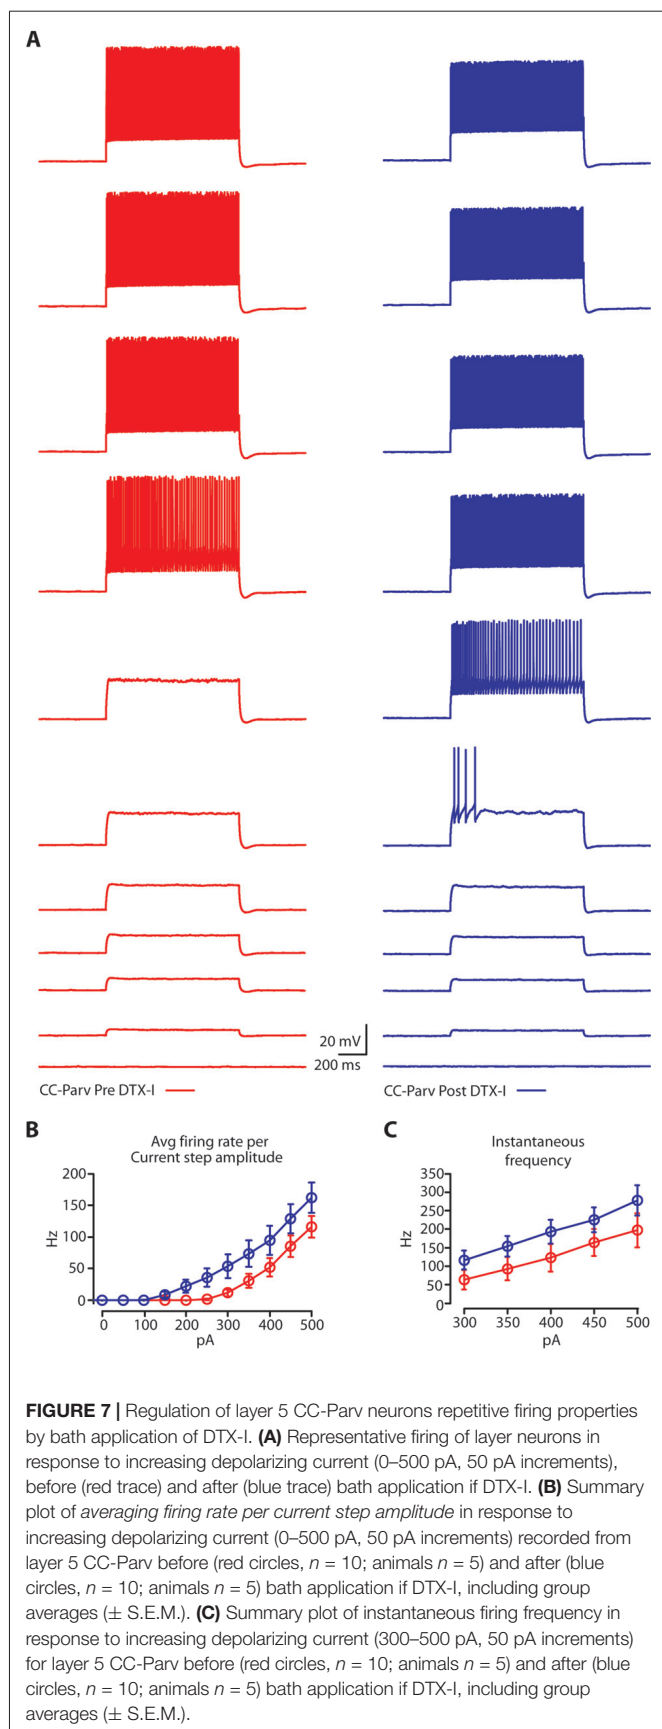 A
20 mV
200 ms
CC-Parv Pre DTX-I
CC-Parv Post DTX-I
B
Avg firing rate per
Current step amplitude
200
150
100
50
0
Hz
0 100 200 300 400 500
pA
C
Instantaneous
frequency
350
300
250
200
150
100
50
0
Hz
300 350 400 450 500
pA
FIGURE 7 | Regulation of layer 5 CC-Parv neurons repetitive firing properties
by bath application of DTX-I. (A) Representative firing of layer neurons in
response to increasing depolarizing current (0–500 pA, 50 pA increments),
before (red trace) and after (blue trace) bath application if DTX-I. (B) Summary
plot of averaging firing rate per current step amplitude in response to
increasing depolarizing current (0–500 pA, 50 pA increments) recorded from
layer 5 CC-Parv before (red circles, n = 10; animals n = 5) and after (blue
circles, n = 10; animals n = 5) bath application if DTX-I, including group
averages (± S.E.M.). (C) Summary plot of instantaneous firing frequency in
response to increasing depolarizing current (300–500 pA, 50 pA increments)
for layer 5 CC-Parv before (red circles, n = 10; animals n = 5) and after (blue
circles, n = 10; animals n = 5) bath application if DTX-I, including group
averages (± S.E.M.).